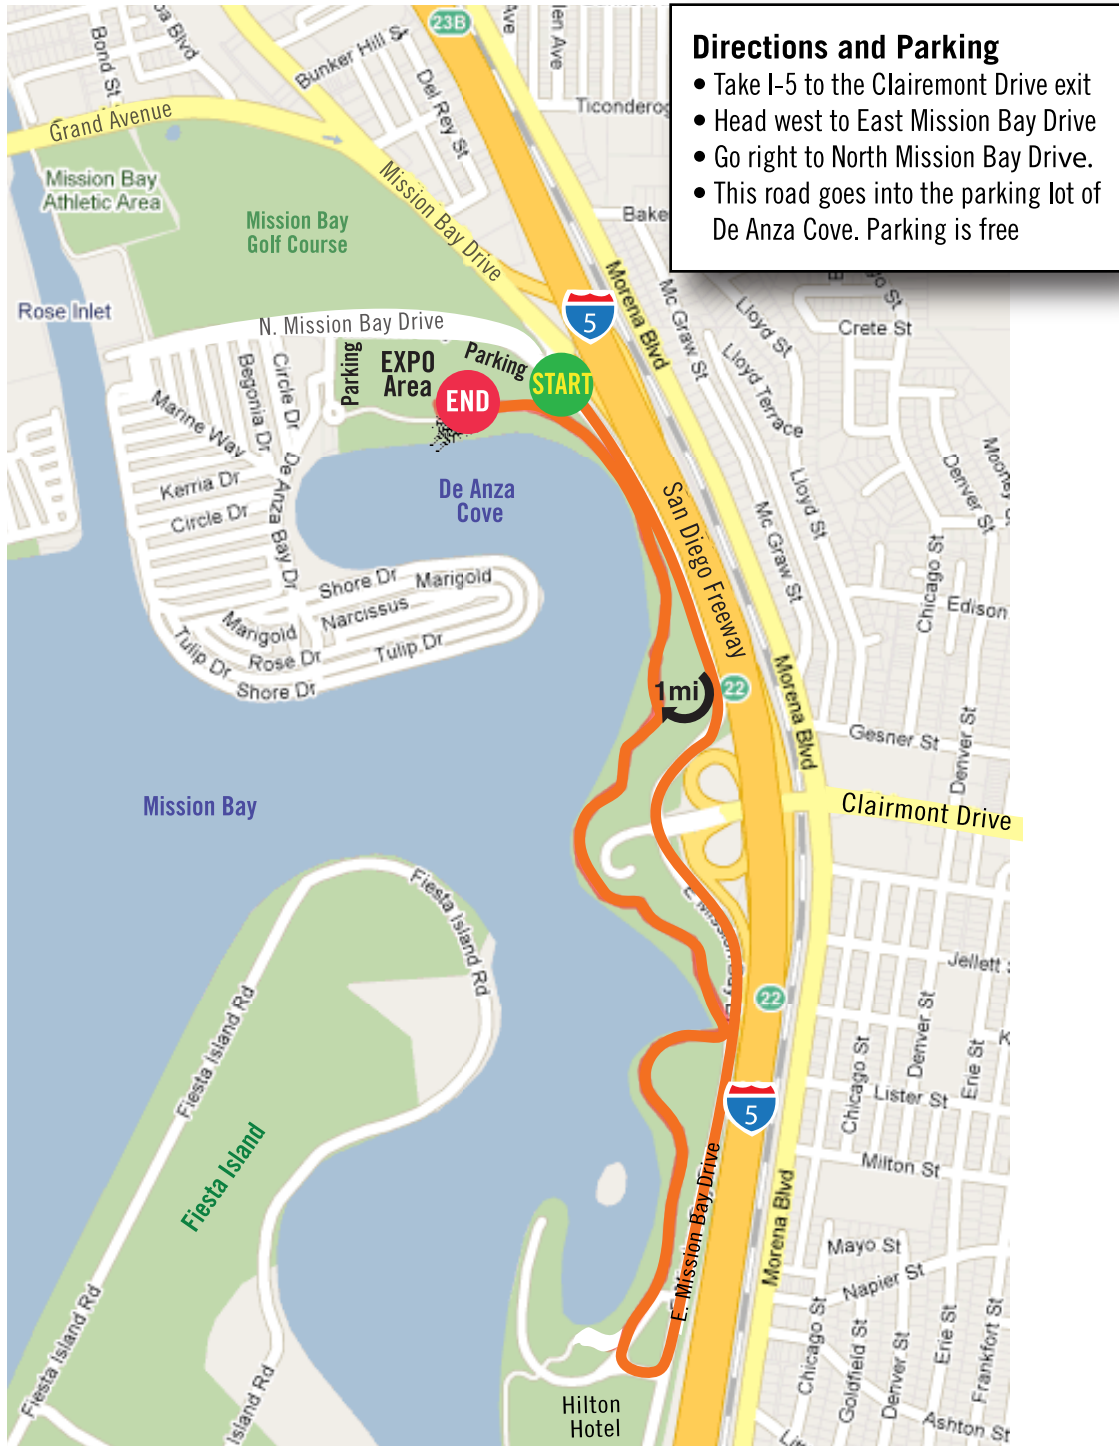 23B
Directions and Parking
• Take I-5 to the Clairemont Drive exit
• Head west to East Mission Bay Drive
• Go right to North Mission Bay Drive.
• This road goes into the parking lot of
De Anza Cove. Parking is free
Bond St
Bunker Hill S
Del Rey St
Ave
len Ave
Ticonderog
Grand Avenue
Mission Bay
Athletic Area
Mission Bay
Golf Course
Mission Bay Drive
Bake
Morena Blvd
Rose Inlet
N. Mission Bay Drive
5
Mc Graw St
Lloyd St
Crete St
Lloyd Terrace
Parking
EXPO
Area
Parking
START
END
Circle Dr
Begonia Dr
Marine Way
De Anza Bay Dr
Kerria Dr
Circle Dr
De Anza
Cove
San Diego Freeway
Mc Graw St
Lloyd St
Denver St
Mooney
Chicago St
Edison
Shore Dr
Marigold
Narcissus
Marigold
Rose Dr
Tulip Dr
Tulip Dr
Shore Dr
1mi
22
Morena Blvd
Gesner St
Denver St
Mission Bay
Clairmont Drive
Fiesta Island Rd
E. Mission Bay
Jellett
22
Fiesta Island Rd
Denver St
Chicago St
Erie St
K
5
Lister St
Milton St
Fiesta Island
E. Mission Bay Drive
Morena Blvd
Mayo St
Napier St
Fiesta Island Rd
Chicago St
Goldfield St
Denver St
Erie St
Frankfort St
Island Rd
Hilton
Hotel
Ashton St